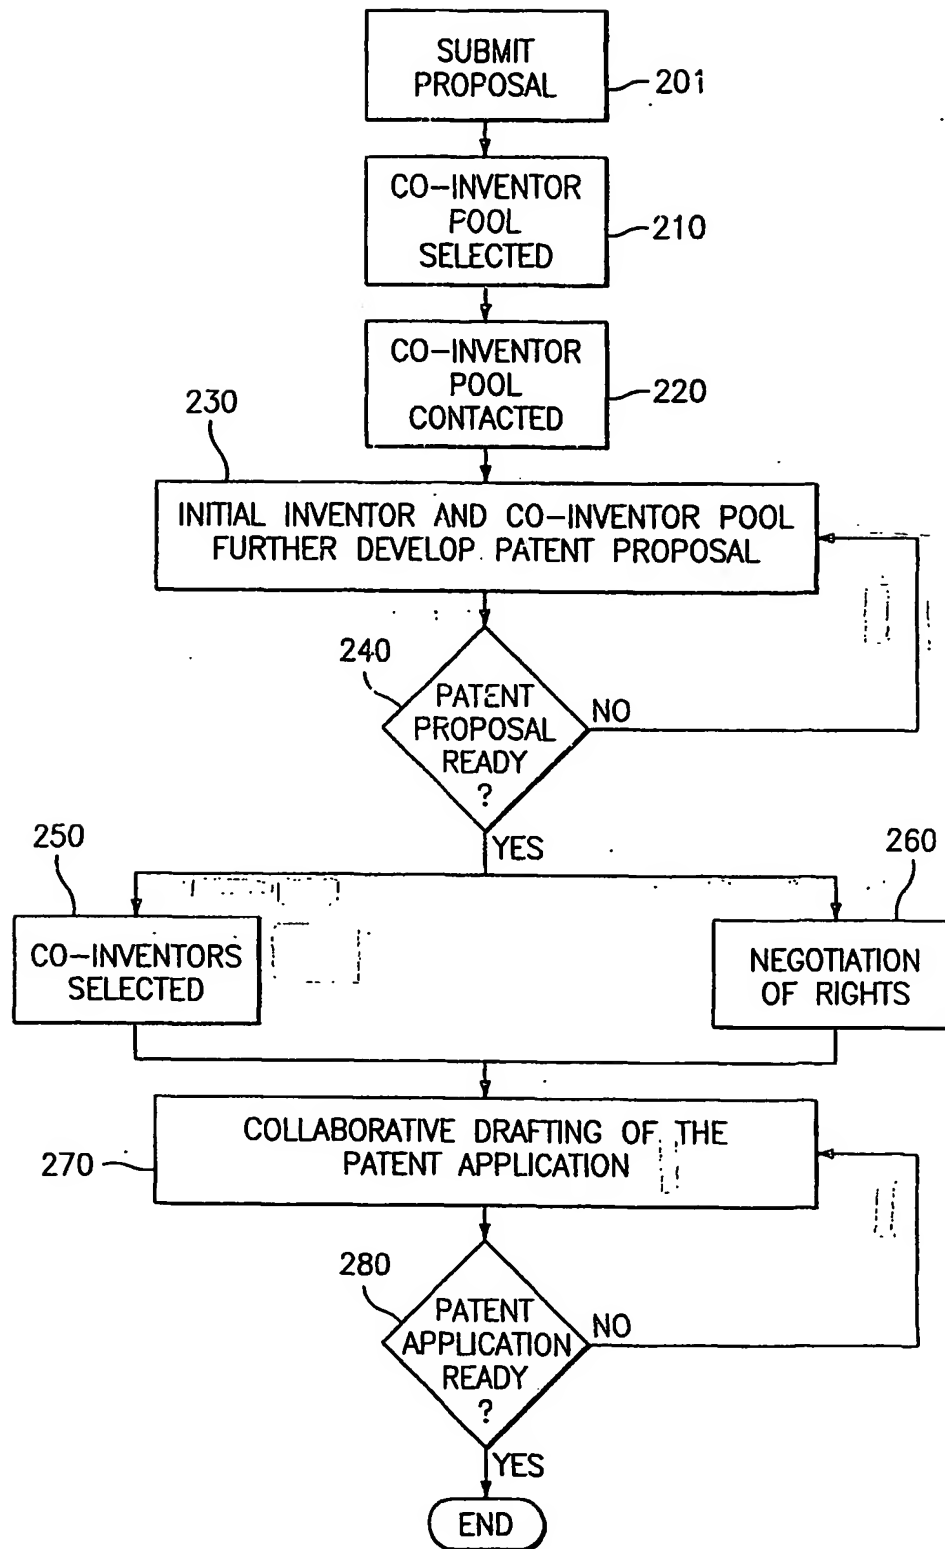 SUBMIT
PROPOSAL
201
CO-INVENTOR
POOL
SELECTED
210
CO-INVENTOR
POOL
CONTACTED
220
230
INITIAL INVENTOR AND CO-INVENTOR POOL
FURTHER DEVELOP PATENT PROPOSAL
240
PATENT
PROPOSAL
READY
?
NO
YES
250
CO-INVENTORS
SELECTED
260
NEGOTIATION
OF RIGHTS
COLLABORATIVE DRAFTING OF THE
PATENT APPLICATION
270
280
PATENT
APPLICATION
READY
?
NO
YES
END